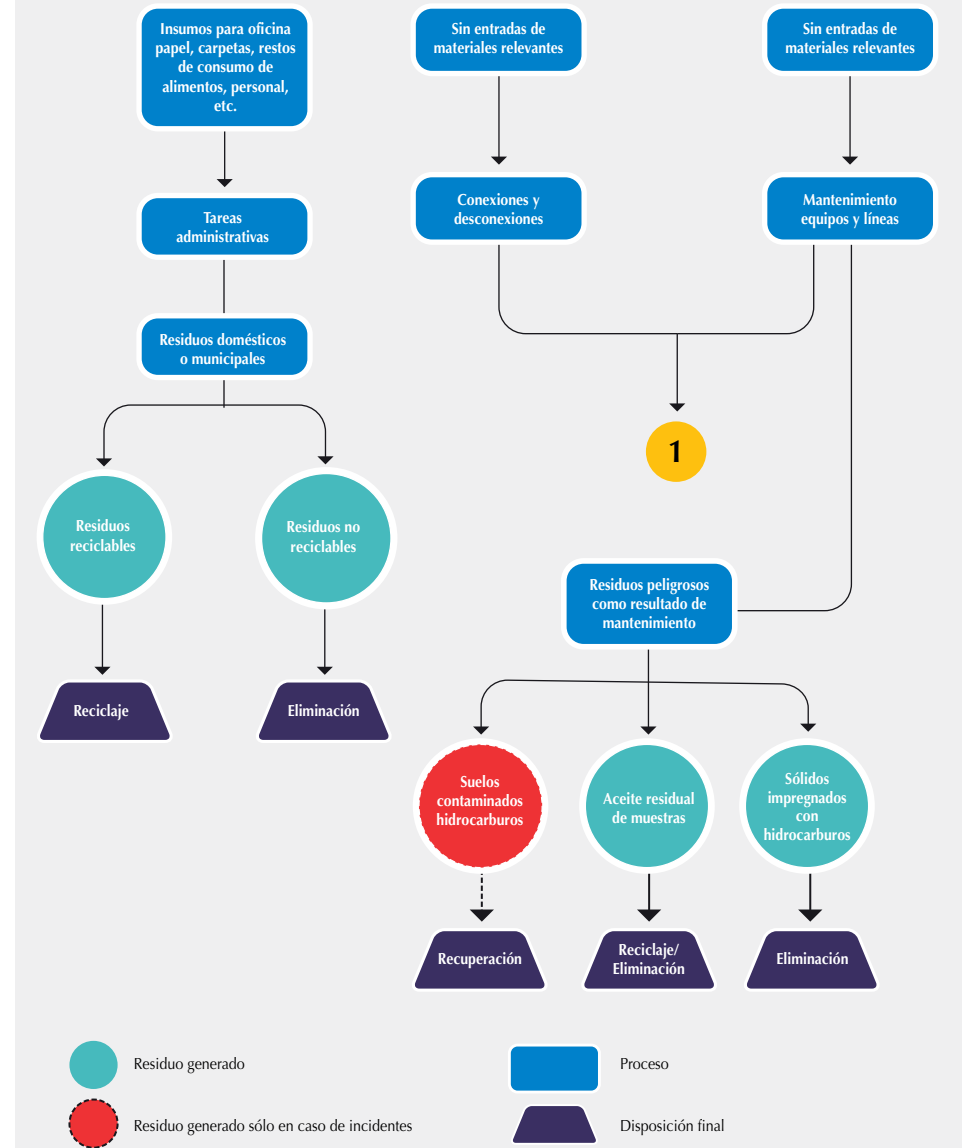 Insumos para oficina
papel, carpetas, restos
de consumo de
alimentos, personal,
etc.
Sin entradas de
materiales relevantes
Sin entradas de
materiales relevantes
Tareas
administrativas
Conexiones y
desconexiones
Mantenimiento
equipos y líneas
Residuos domésticos
o municipales
1
Residuos
reciclables
Residuos no
reciclables
Residuos peligrosos
como resultado de
mantenimiento
Reciclaje
Eliminación
Suelos
contaminados
hidrocarburos
Aceite residual
de muestras
Sólidos
impregnados
con
hidrocarburos
Recuperación
Reciclaje/
Eliminación
Eliminación
Residuo generado
Proceso
Residuo generado sólo en caso de incidentes
Disposición final